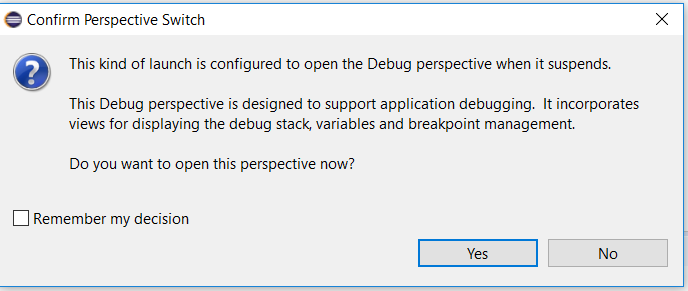 Confirm Perspective Switch
This kind of launch is configured to open the Debug perspective when it suspends.
This Debug perspective is designed to support application debugging.  It incorporates
views for displaying the debug stack, variables and breakpoint management.
Do you want to open this perspective now?
Remember my decision
Yes
No